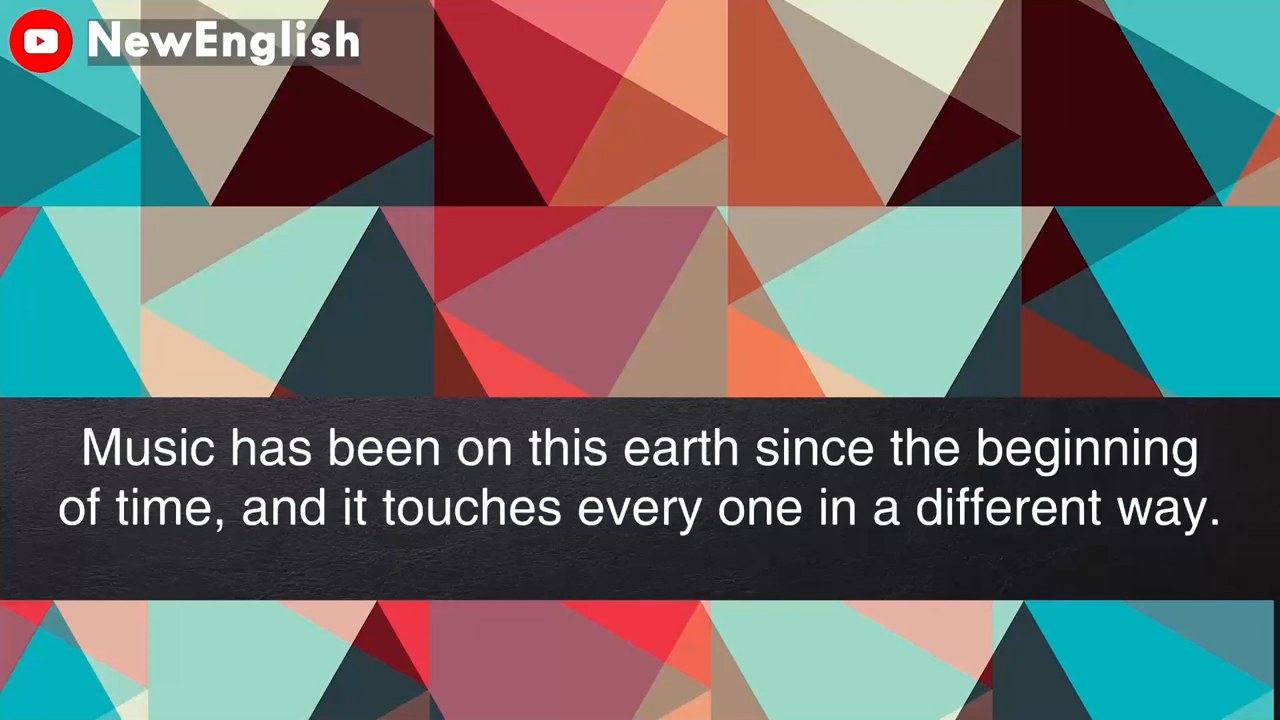 NewEnglish
Music has been on this earth since the beginning
of time, and it touches every one in a different way.